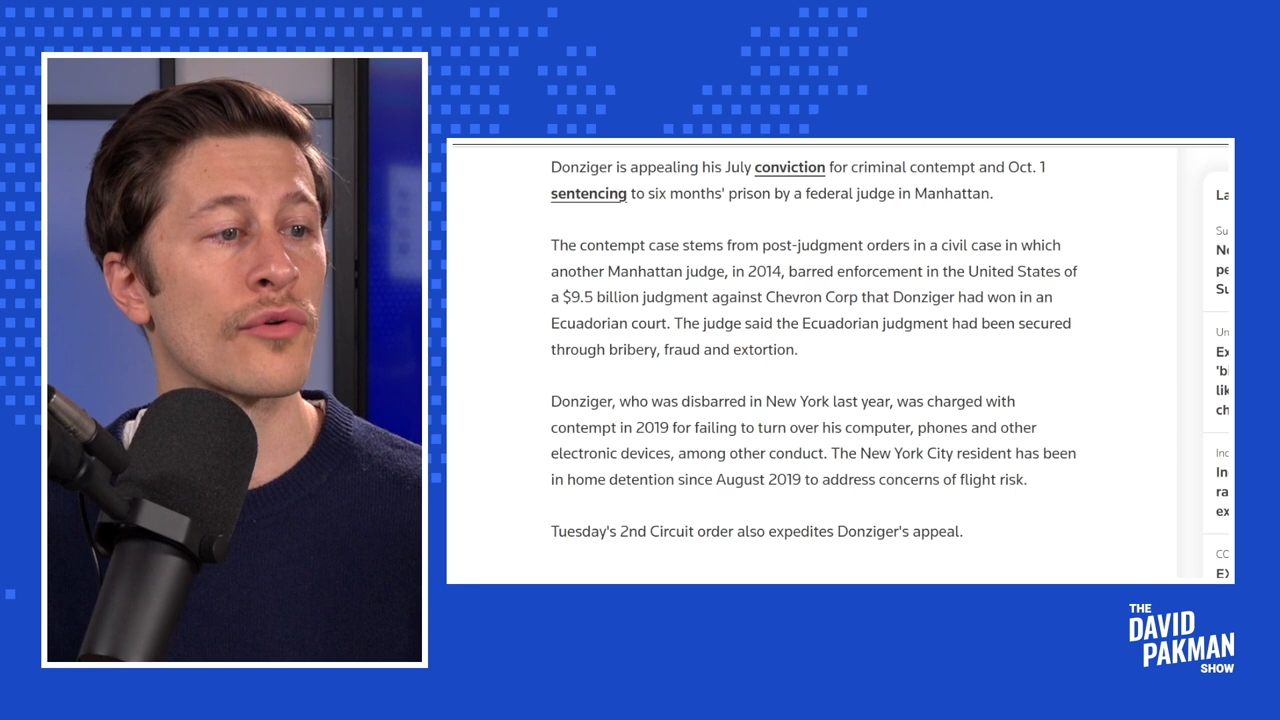 Donziger is appealing his July conviction for criminal contempt and Oct. 1
sentencing to six months' prison by a federal judge in Manhattan.
The contempt case stems from post-judgment orders in a civil case in which
another Manhattan judge, in 2014, barred enforcement in the United States of
a $9.5 billion judgment against Chevron Corp that Donziger had won in an
Ecuadorian court. The judge said the Ecuadorian judgment had been secured
through bribery, fraud and extortion.
Donziger, who was disbarred in New York last year, was charged with
contempt in 2019 for failing to turn over his computer, phones and other
electronic devices, among other conduct. The New York City resident has been
in home detention since August 2019 to address concerns of flight risk.
Tuesday's 2nd Circuit order also expedites Donziger's appeal.
THE
DAVID
PAKMAN
SHOW